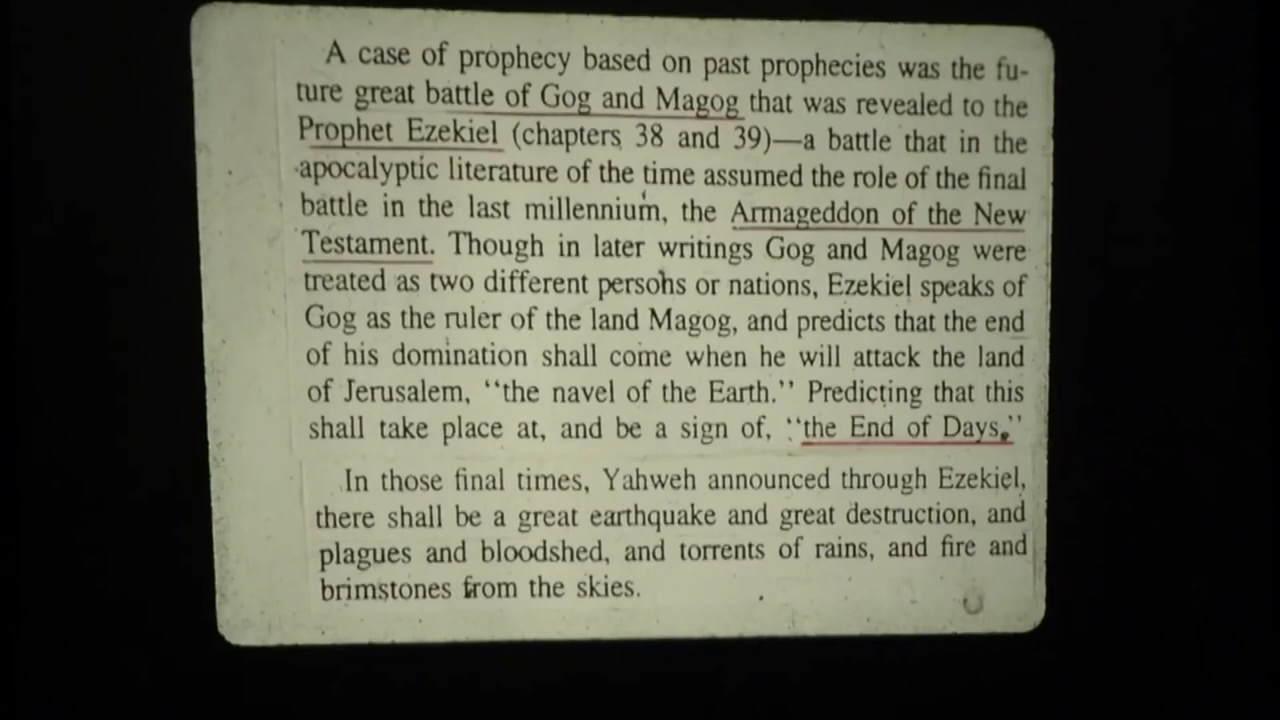 A case of prophecy based on past prophecies was the fu-
ture great battle of Gog and Magog that was revealed to the
Prophet Ezekiel (chapters 38 and 39)—a battle that in the
apocalyptic literature of the time assumed the role of the final
battle in the last millennium, the Armageddon of the New
Testament. Though in later writings Gog and Magog were
treated as two different persons or nations, Ezekiel speaks of
Gog as the ruler of the land Magog, and predicts that the end
of his domination shall come when he will attack the land
of Jerusalem, “the navel of the Earth.” Predicting that this
shall take place at, and be a sign of, “the End of Days,”
In those final times, Yahweh announced through Ezekiel,
there shall be a great earthquake and great destruction, and
plagues and bloodshed, and torrents of rains, and fire and
brimstones from the skies.